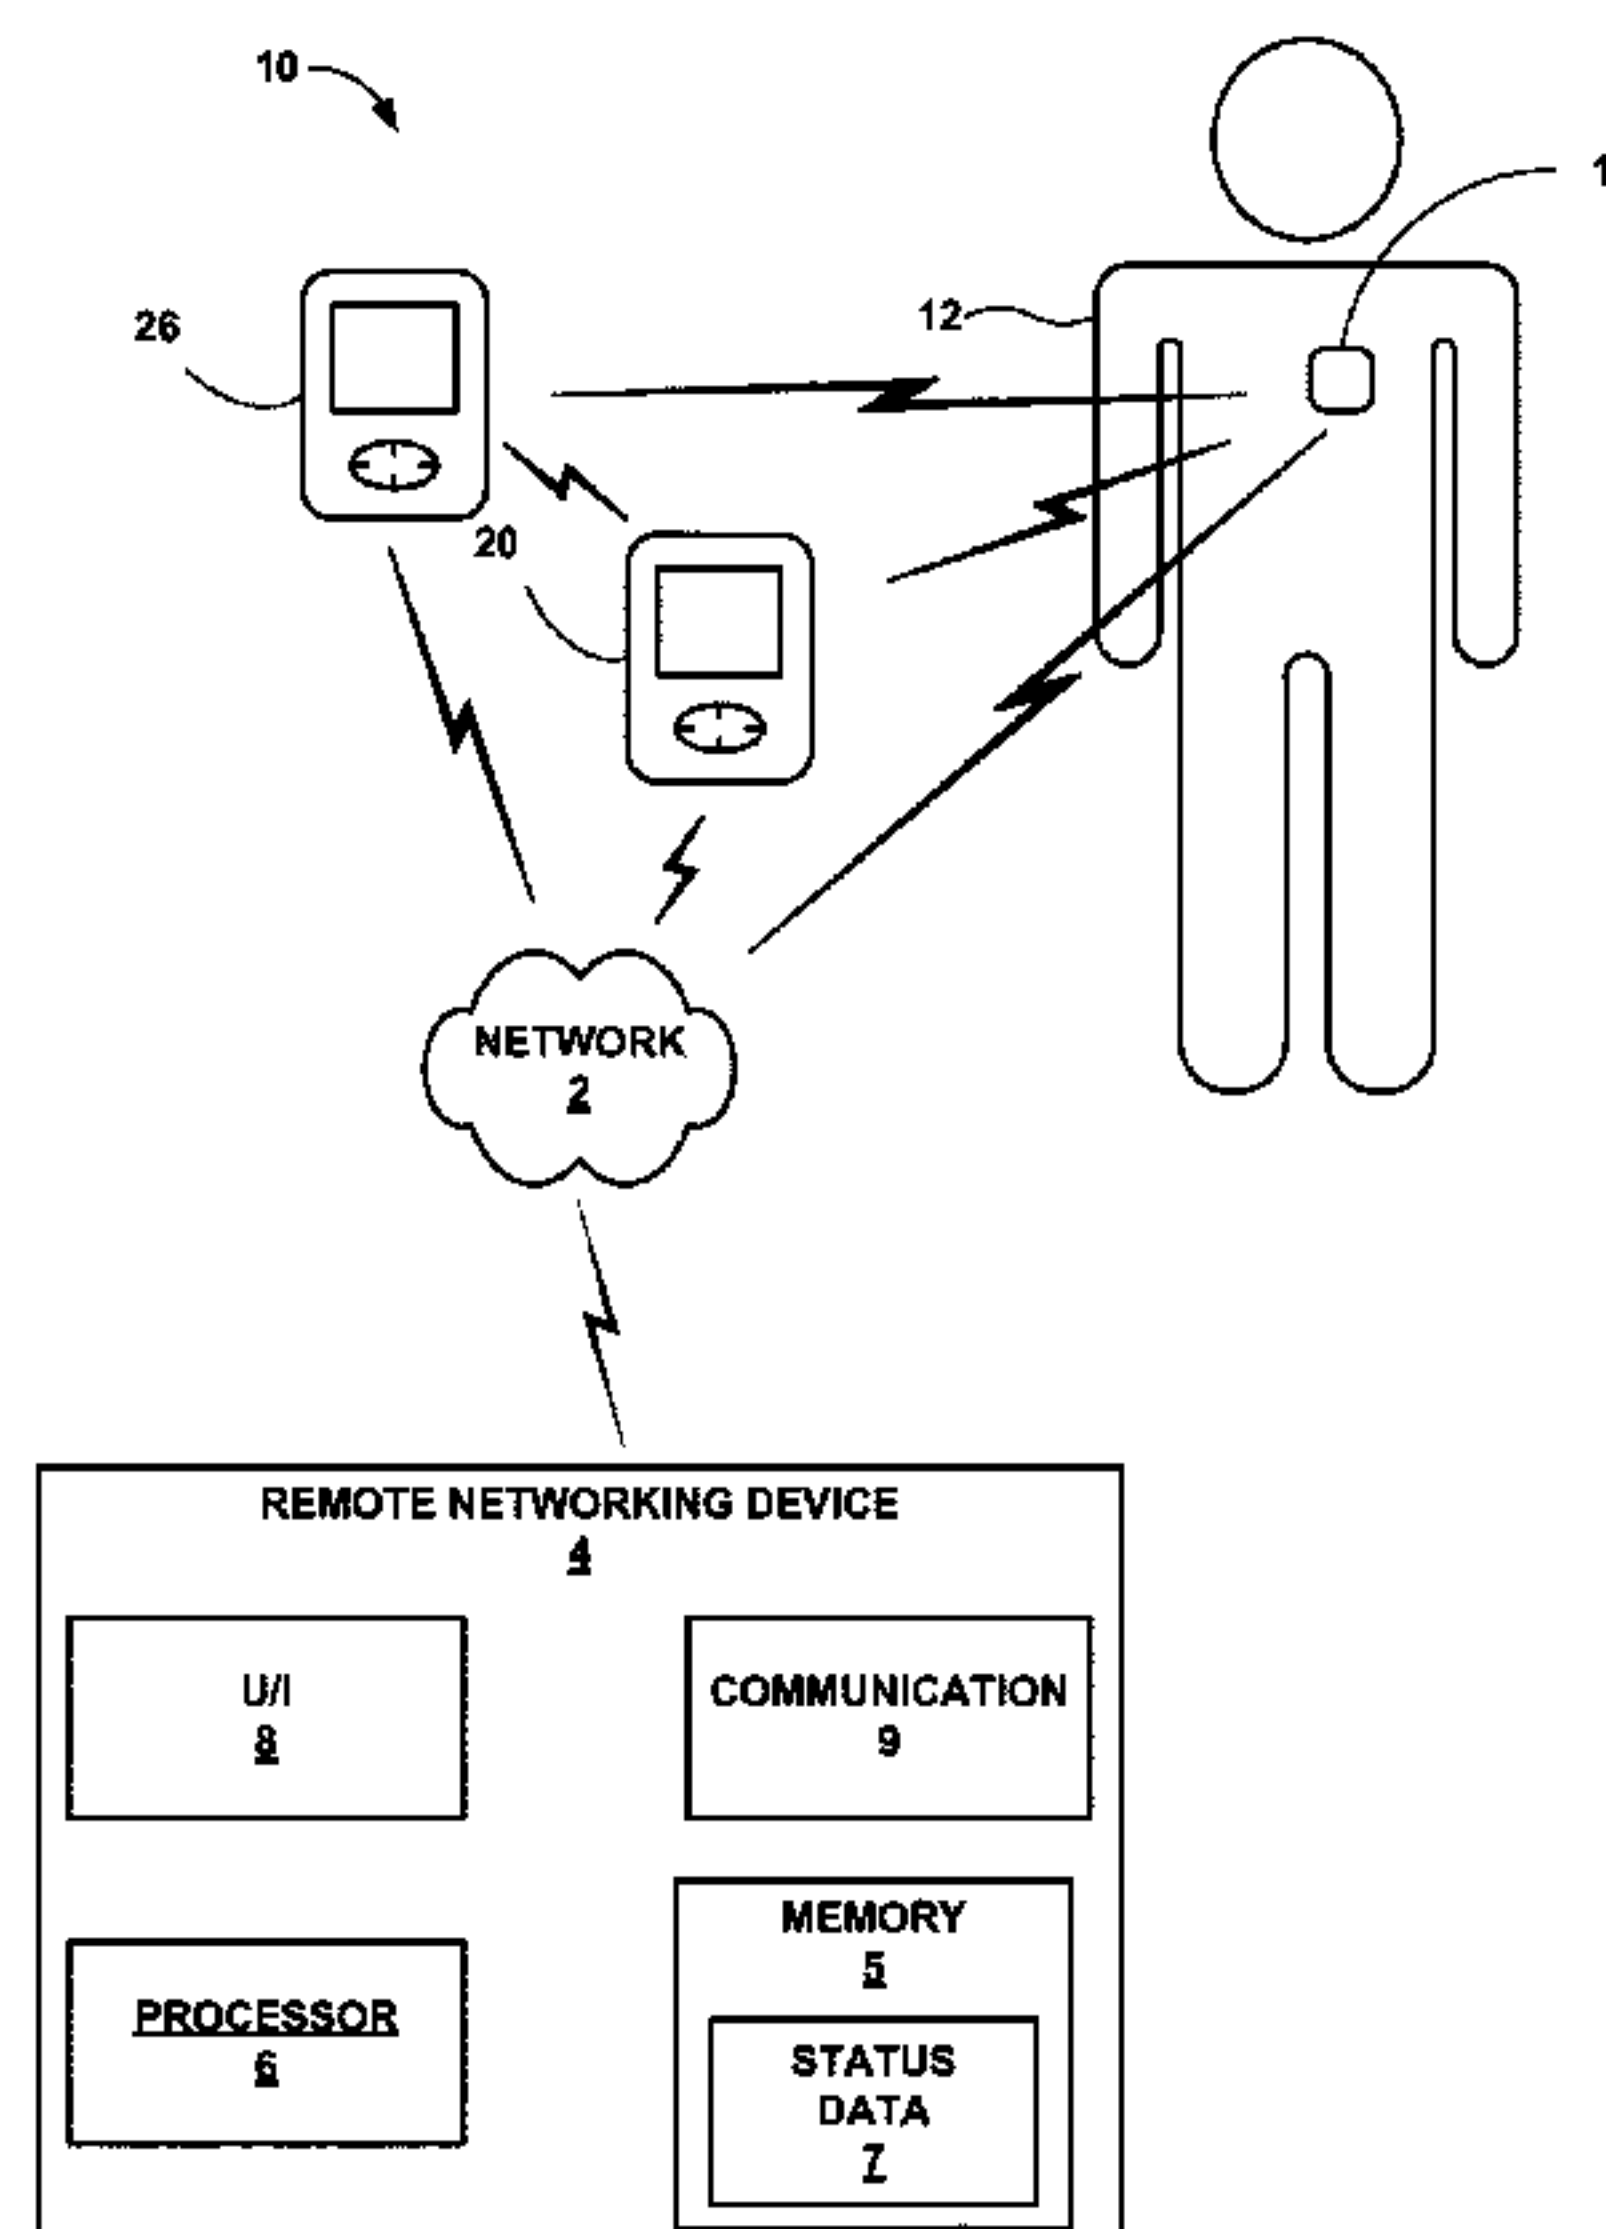 10
26
12
20
NETWORK
2
REMOTE NETWORKING DEVICE
4
U/I
8
COMMUNICATION
9
PROCESSOR
6
MEMORY
5
STATUS
DATA
7